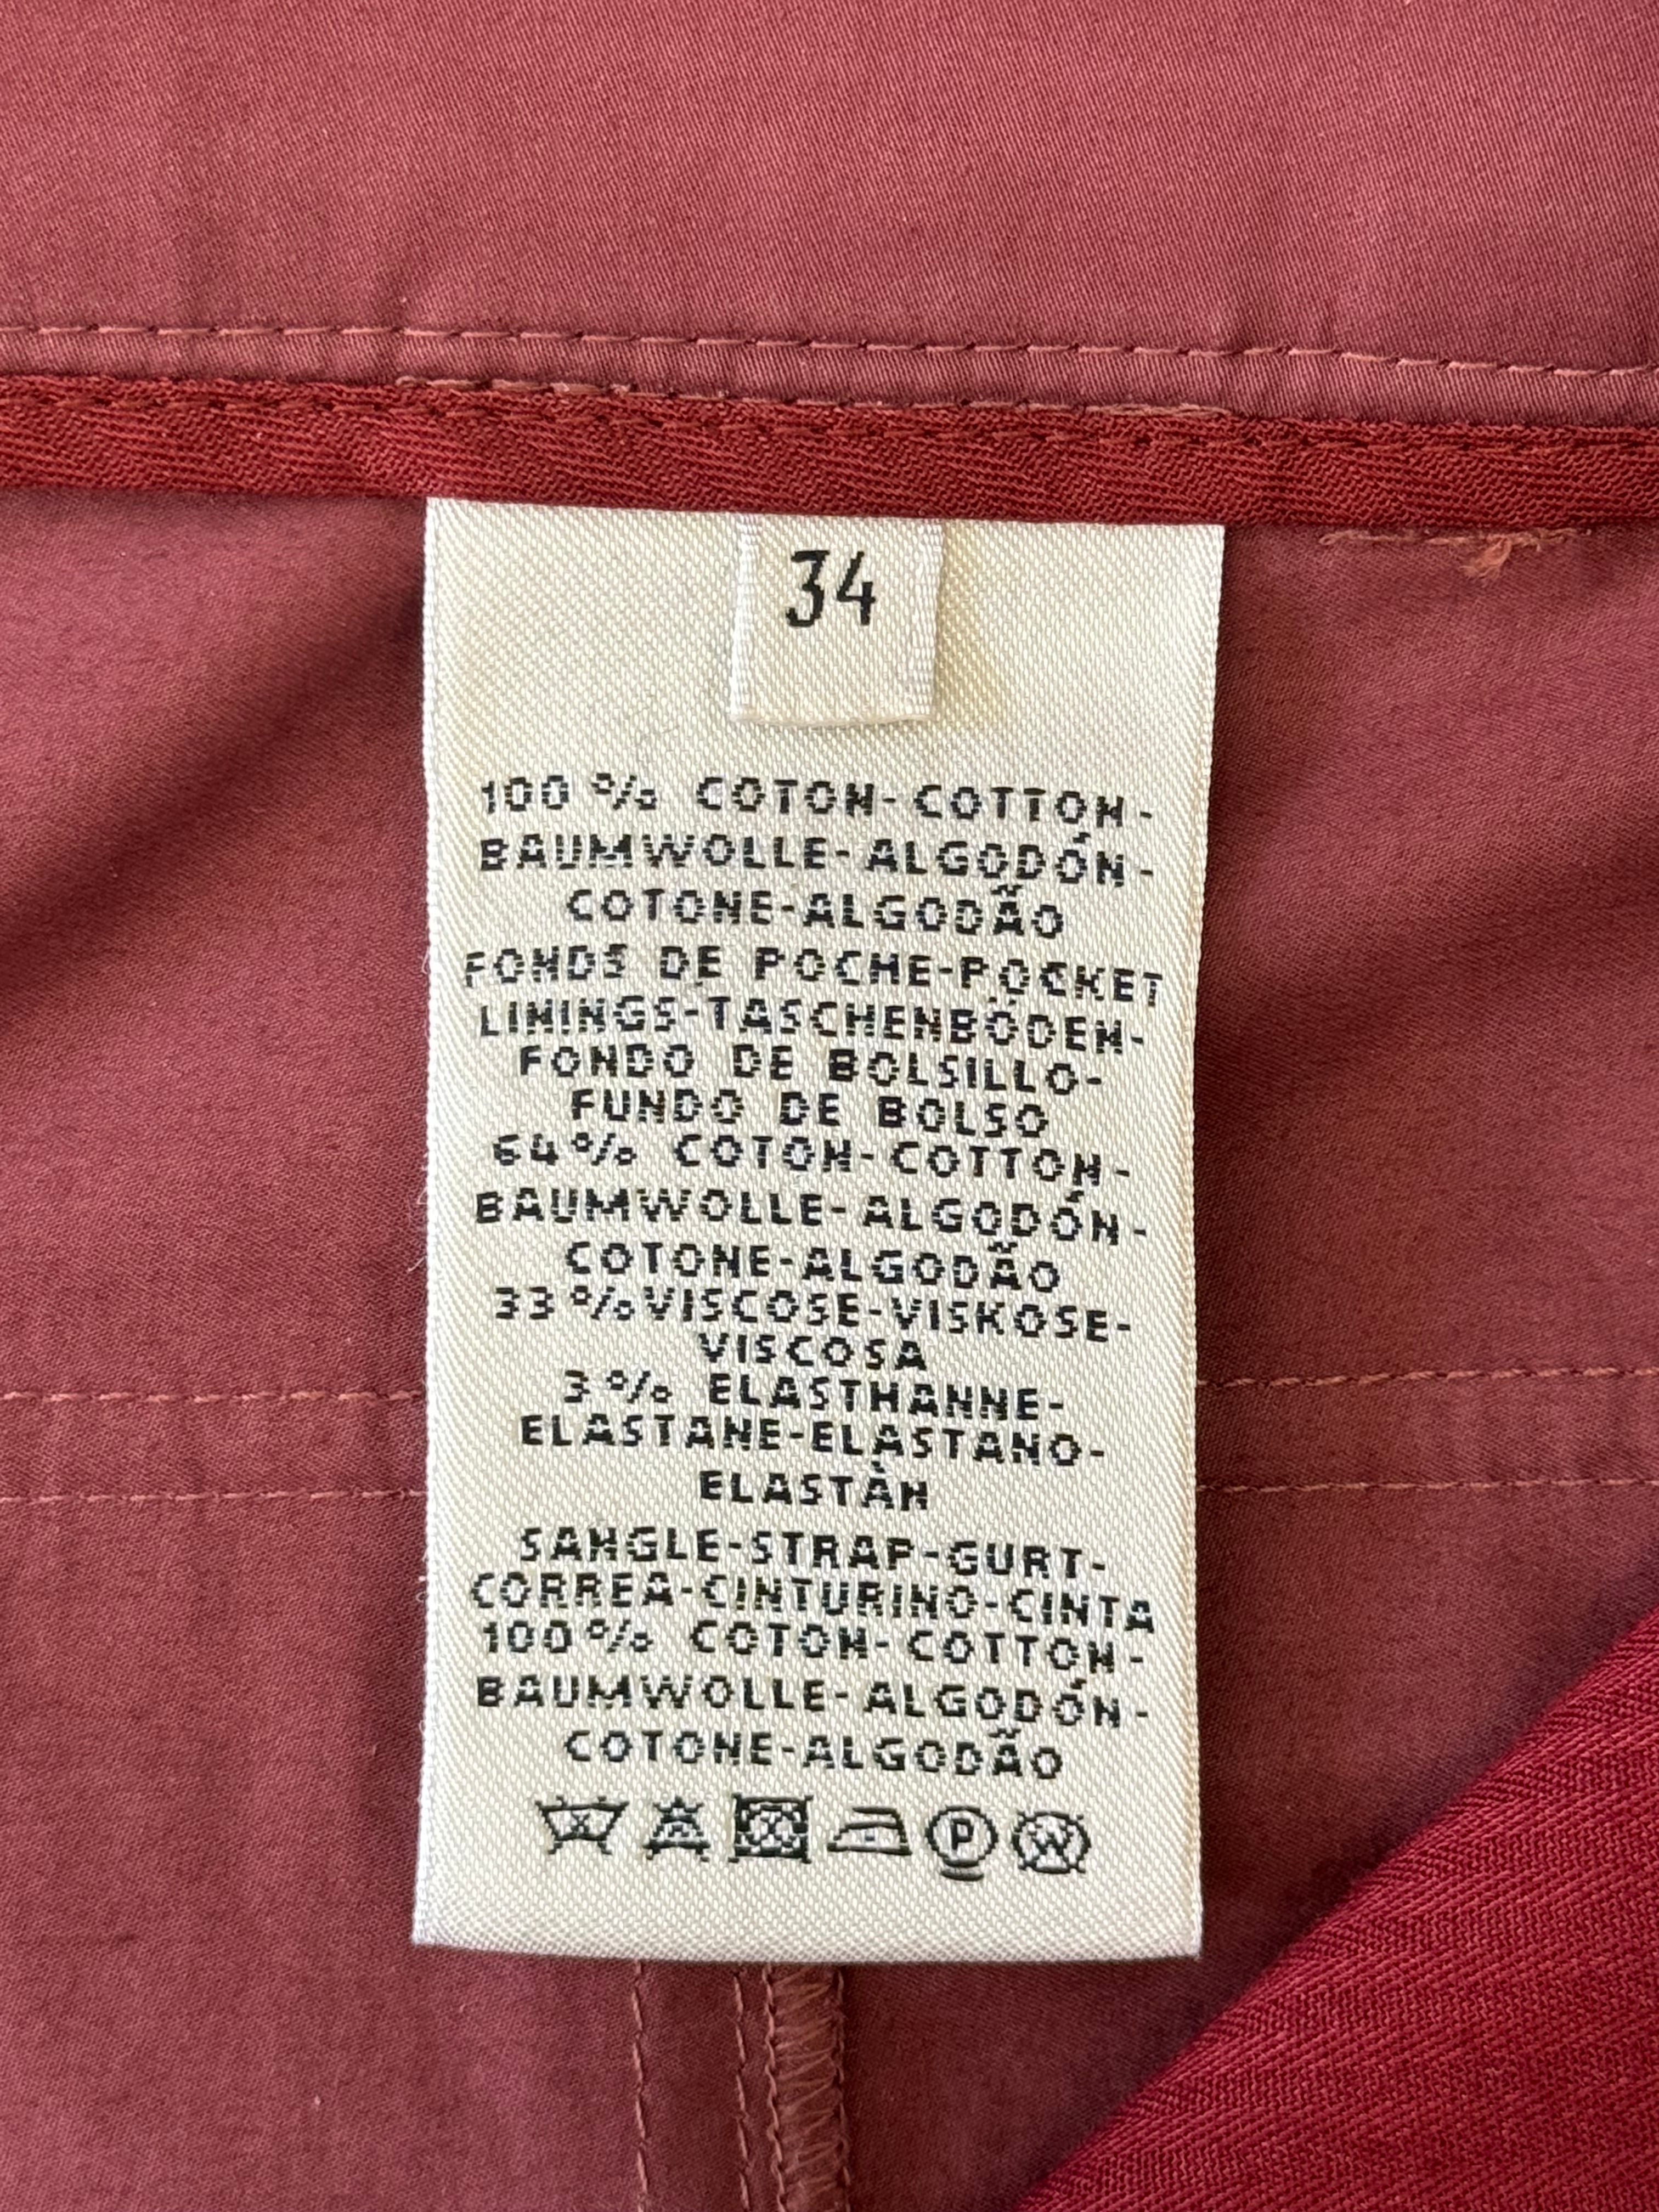 34
100 % COTON-COTTON-
BAUMWOLLE-ALGODÓN-
COTONE-ALGODÃO
FONDS DE POCHE-POCKET
LININGS-TASCHENBÖDEN-
FONDO DE BOLSILLO-
FUNDO DE BOLSO
64% COTON-COTTON-
BAUMWOLLE-ALGODÓN-
COTONE-ALGODÃO
33 %VISCOSE-VISKOSE-
VISCOSA
3 % ELASTHANNE-
ELASTANE-ELASTANO-
ELASTÀN
SANGLE-STRAP-GURT-
CORREA-CINTURINO-CINTA
100% COTON-COTTON-
BAUMWOLLE-ALGODÓN-
COTONE-ALGODÃO
P W